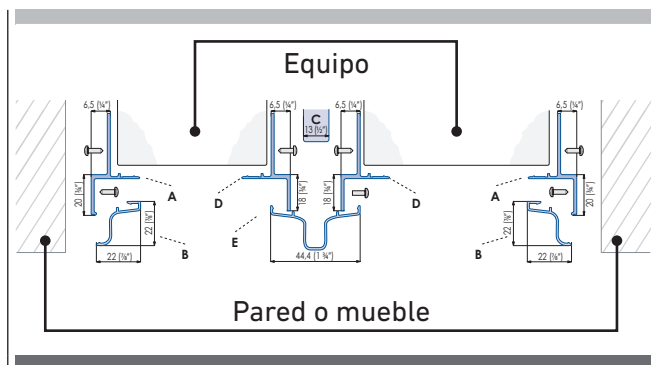 Equipo
6,5 (¼")
6,5 (¼")
C
13 (½")
6,5 (¼")
6,5 (¼")
A
D
D
A
20 (¾")
18 (¾")
18 (¾")
20 (¾")
22 (⅞")
B
E
B
22 (⅞")
22 (⅞")
44,4 (1 ¾")
22 (⅞")
Pared o mueble